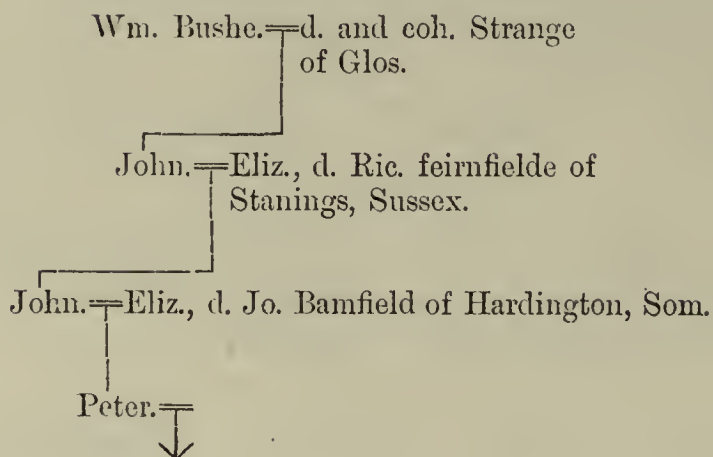 Wm. Bushe.=d. and coh. Strange
of Glos.
John.=Eliz., d. Ric. feirnfielde of
Stanings, Sussex.
John.=Eliz., d. Jo. Bamfield of Hardington, Som.
Peter.=